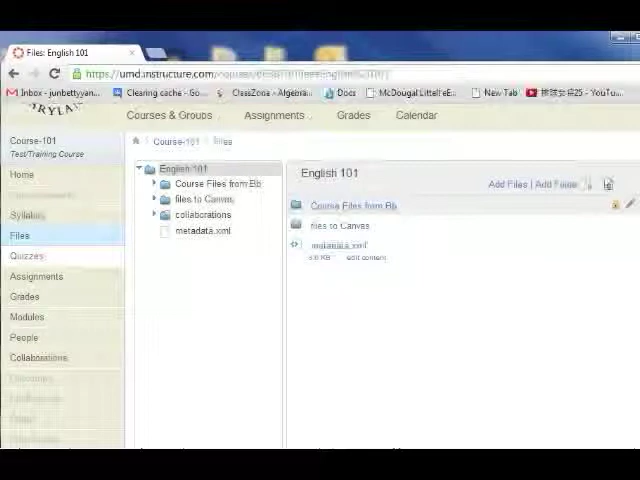 Files: English 101
https://umd.instructure.com
Inbox - junbettyyan... Clearing cache - Go... ClassZone - Algebra... Docs McDougal Littell eE... New Tab YouTu...
Courses & Groups Assignments Grades Calendar
Course-101
Test/Training Course
Course-101 Files
Home
Syllabus
Files
Quizzes
Assignments
Grades
Modules
People
Collaborations
English 101
Course Files from Bb
files to Canvas
collaborations
metadata.xml
English 101
Add Files | Add Folder
Course Files from Bb
files to Canvas
metadata.xml
edit content